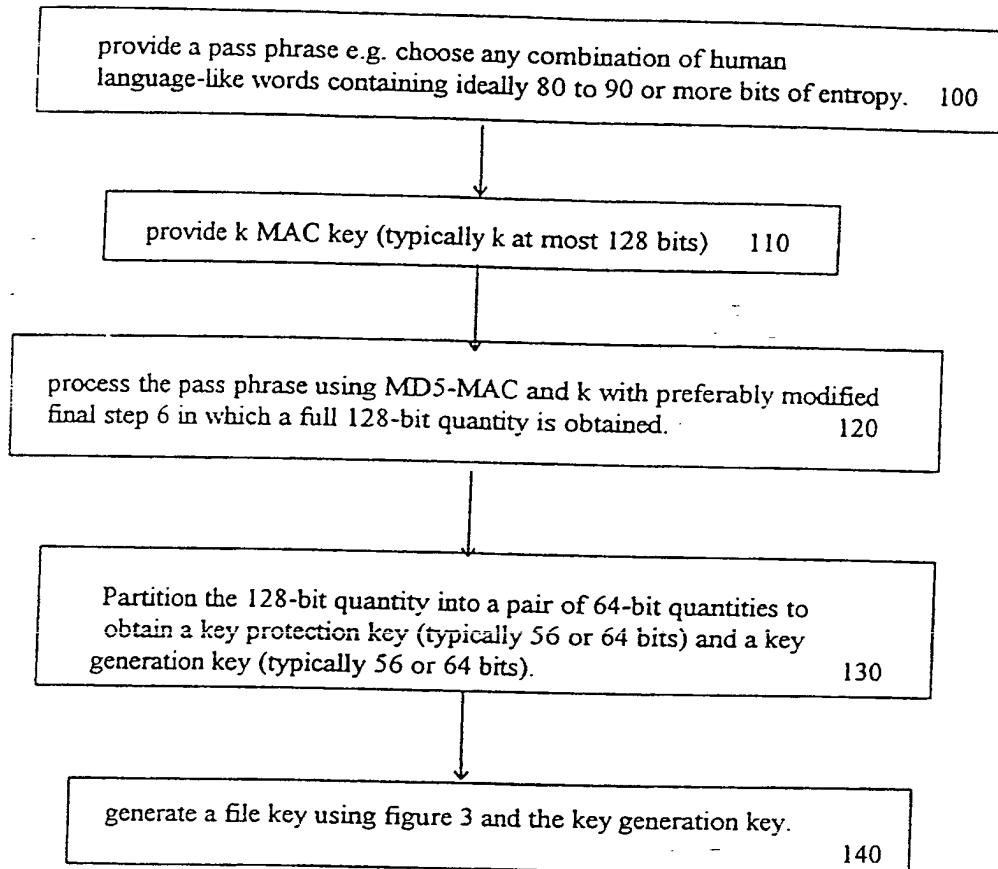 provide a pass phrase e.g. choose any combination of human
language-like words containing ideally 80 to 90 or more bits of entropy. 100
provide k MAC key (typically k at most 128 bits) 110
process the pass phrase using MD5-MAC and k with preferably modified
final step 6 in which a full 128-bit quantity is obtained. 120
Partition the 128-bit quantity into a pair of 64-bit quantities to
obtain a key protection key (typically 56 or 64 bits) and a key
generation key (typically 56 or 64 bits). 130
generate a file key using figure 3 and the key generation key.
140